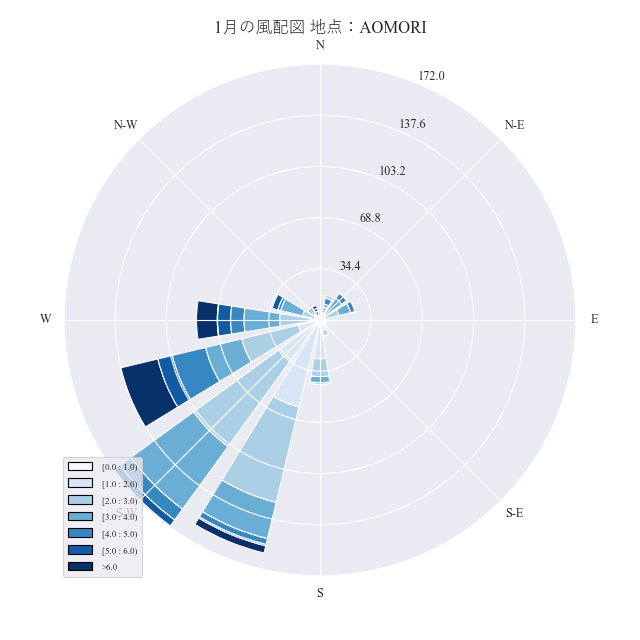 1月の風配図 地点：AOMORI
N
172.0
N-W
N-E
137.6
103.2
68.8
34.4
W
E
[0.0 : 1.0)
[1.0 : 2.0)
[2.0 : 3.0)
[3.0 : 4.0)
[4.0 : 5.0)
[5.0 : 6.0)
>6.0
S-W
S-E
S